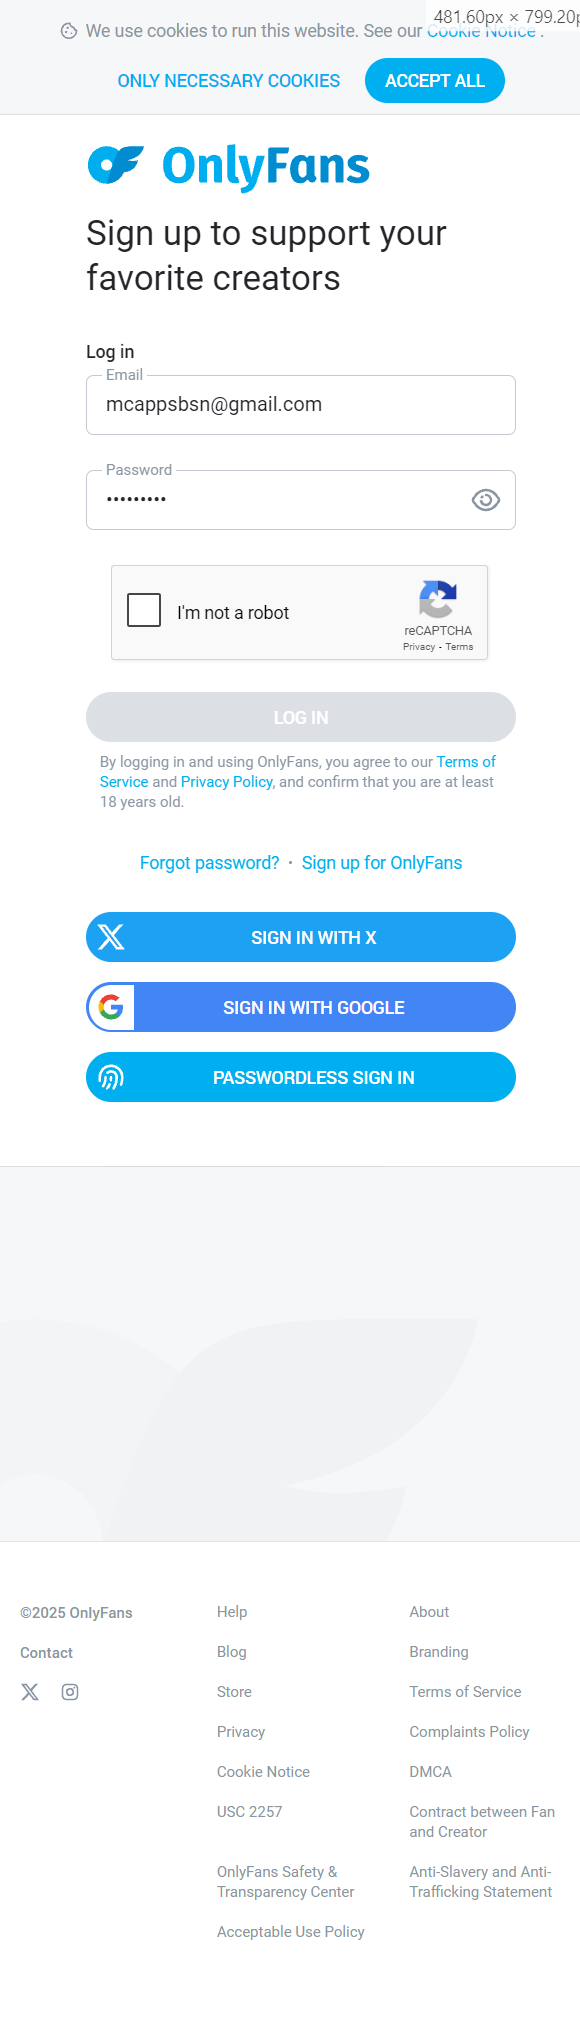 481.60px × 799.20p
We use cookies to run this website. See our Cookie Notice .
ONLY NECESSARY COOKIES
ACCEPT ALL
OnlyFans
Sign up to support your
favorite creators
Log in
Email
mcappsbsn@gmail.com
Password
•••••••••
I'm not a robot
reCAPTCHA
Privacy - Terms
LOG IN
By logging in and using OnlyFans, you agree to our Terms of
Service and Privacy Policy, and confirm that you are at least
18 years old.
Forgot password? · Sign up for OnlyFans
SIGN IN WITH X
SIGN IN WITH GOOGLE
PASSWORDLESS SIGN IN
©2025 OnlyFans
Contact
Help
Blog
Store
Privacy
Cookie Notice
USC 2257
OnlyFans Safety &
Transparency Center
Acceptable Use Policy
About
Branding
Terms of Service
Complaints Policy
DMCA
Contract between Fan
and Creator
Anti-Slavery and Anti-
Trafficking Statement